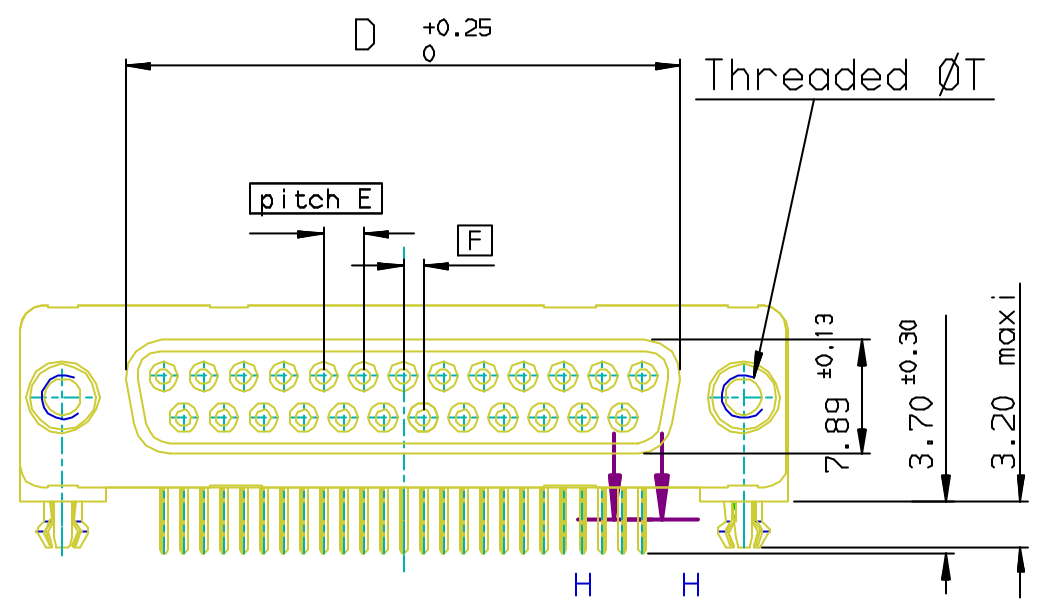 D +0.25
0
Threaded ØT
pitch E
F
7.89 ±0.13
3.70 ±0.30
3.20 maxi
H H